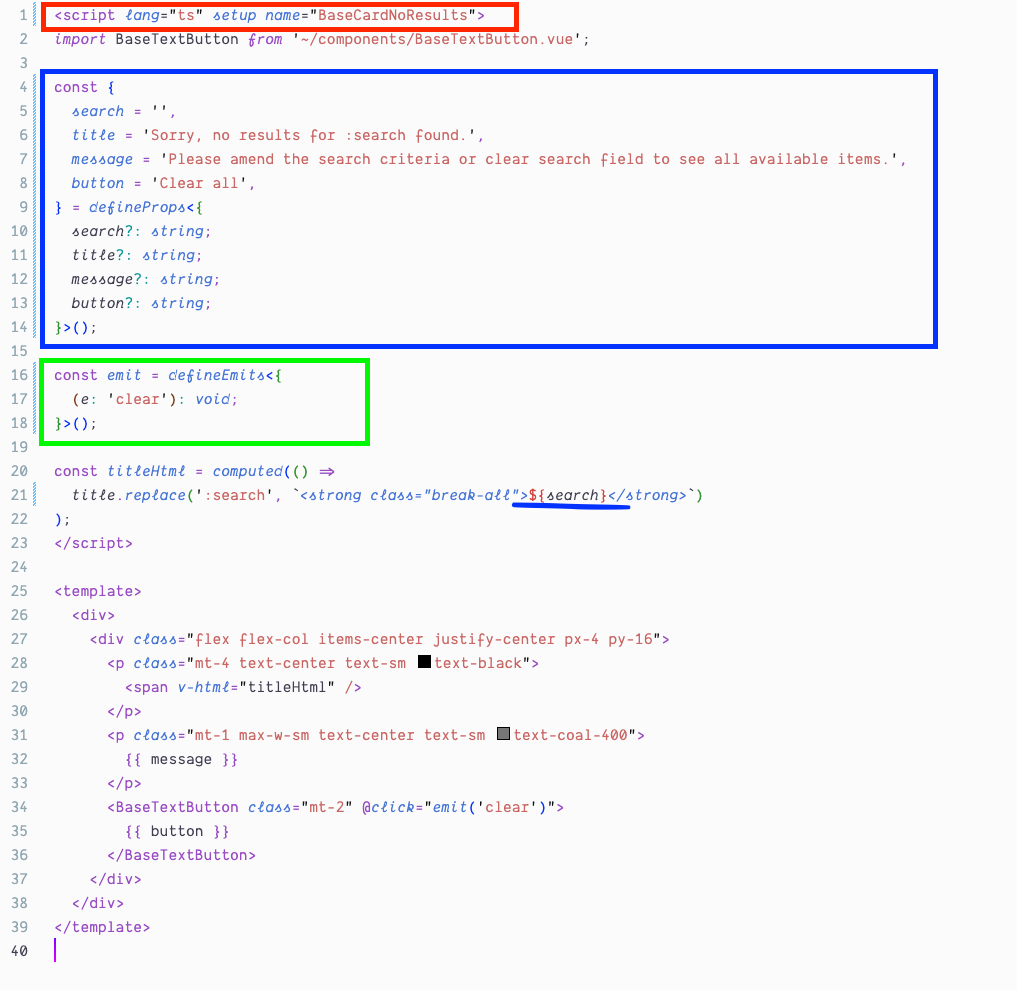 1 <script lang="ts" setup name="BaseCardNoResults">
2 import BaseTextButton from '~/components/BaseTextButton.vue';
3
4 const {
5   search = '',
6   title = 'Sorry, no results for :search found.',
7   message = 'Please amend the search criteria or clear search field to see all available items.',
8   button = 'Clear all',
9 } = defineProps<{
10   search?: string;
11   title?: string;
12   message?: string;
13   button?: string;
14 }>();
15
16 const emit = defineEmits<{
17   (e: 'clear'): void;
18 }>();
19
20 const titleHtml = computed(() =>
21   title.replace(':search', `<strong class="break-all">${search}</strong>`)
22 );
23 </script>
24
25 <template>
26   <div>
27     <div class="flex flex-col items-center justify-center px-4 py-16">
28       <p class="mt-4 text-center text-sm text-black">
29         <span v-html="titleHtml" />
30       </p>
31       <p class="mt-1 max-w-sm text-center text-sm text-coal-400">
32         {{ message }}
33       </p>
34       <BaseTextButton class="mt-2" @click="emit('clear')">
35         {{ button }}
36       </BaseTextButton>
37     </div>
38   </div>
39 </template>
40